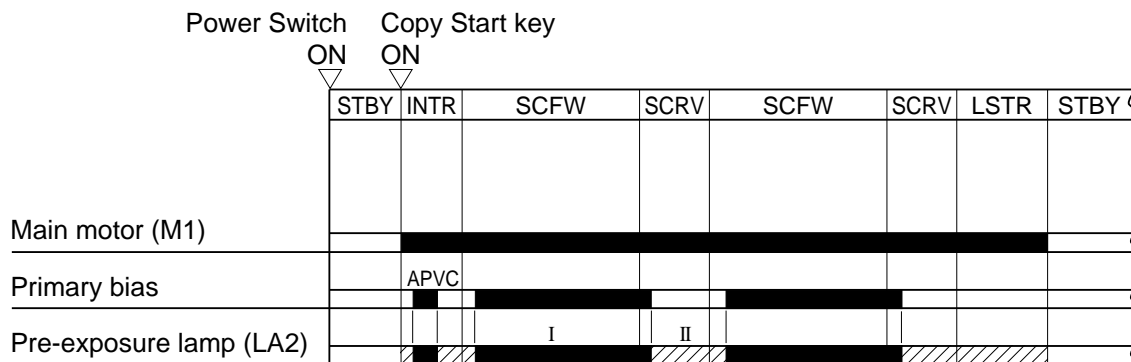 Power Switch Copy Start key
ON ON
STBY INTR SCFW SCRV SCFW SCRV LSTR STBY
Main motor (M1)
APVC
Primary bias
I II
Pre-exposure lamp (LA2)